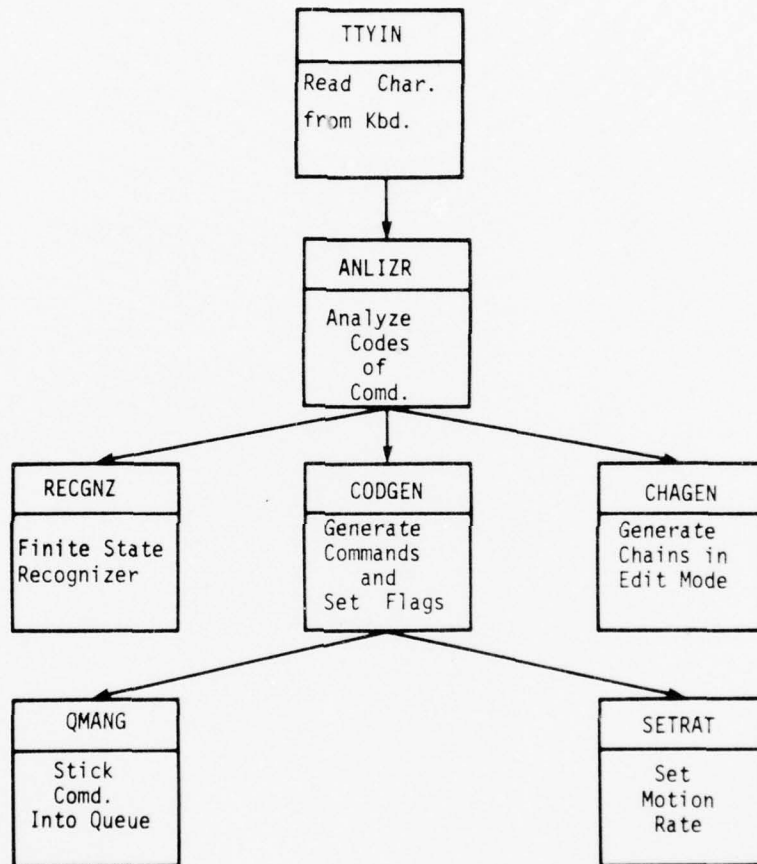 TTYIN
Read Char.
from Kbd.
ANLIZR
Analyze
Codes
of
Comd.
RECGNZ
Finite State
Recognizer
CODGEN
Generate
Commands
and
Set Flags
CHAGEN
Generate
Chains in
Edit Mode
QMANG
Stick
Comd.
Into Queue
SETRAT
Set
Motion
Rate